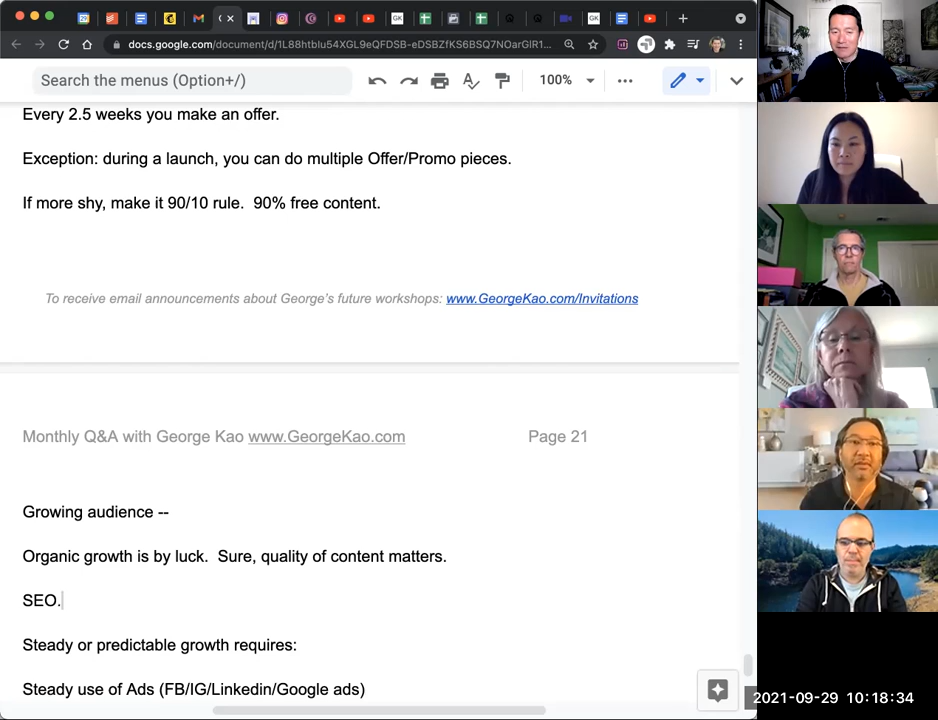 docs.google.com/document/d/1L88htblu54XGL9eQFDSB-eDSBZfKS6BSQ7NOarGlR1...
Search the menus (Option+/)
100%
Every 2.5 weeks you make an offer.
Exception: during a launch, you can do multiple Offer/Promo pieces.
If more shy, make it 90/10 rule.  90% free content.
To receive email announcements about George's future workshops: www.GeorgeKao.com/Invitations
Monthly Q&A with George Kao www.GeorgeKao.com Page 21
Growing audience --
Organic growth is by luck.  Sure, quality of content matters.
SEO.
Steady or predictable growth requires:
Steady use of Ads (FB/IG/Linkedin/Google ads)
2021-09-29 10:18:34